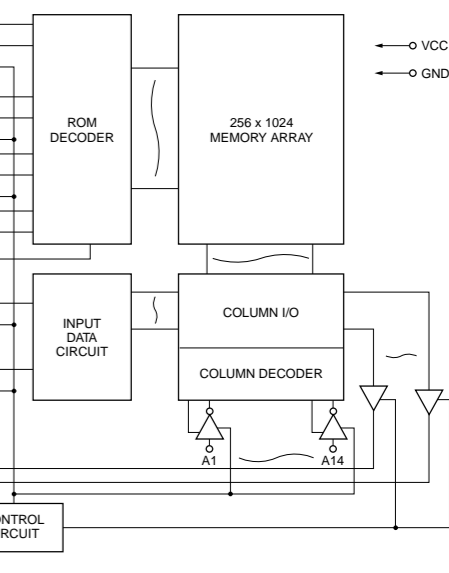 VCC
GND
ROM
DECODER
256 x 1024
MEMORY ARRAY
INPUT
DATA
CIRCUIT
COLUMN I/O
COLUMN DECODER
A1
A14
ONTROL
RCUIT